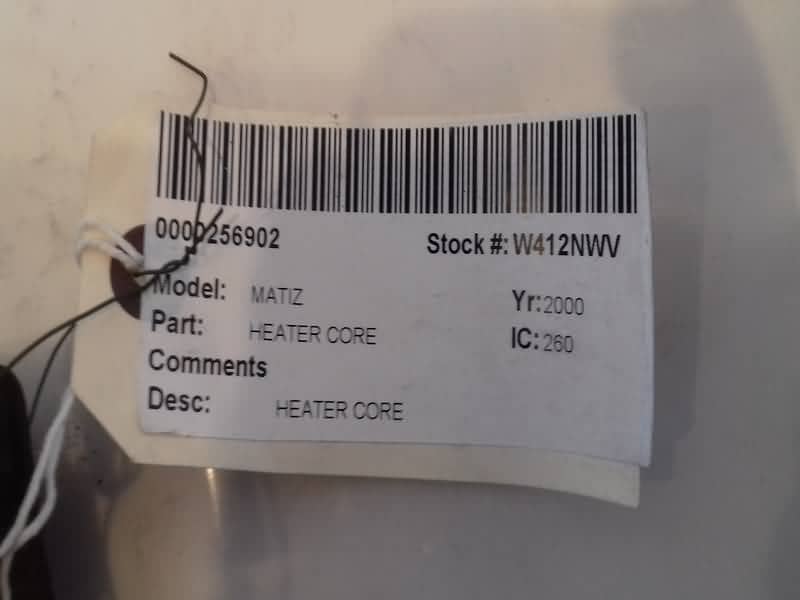 0000256902 Stock #: W412NWV
Model: MATIZ Yr: 2000
Part: HEATER CORE IC: 260
Comments
Desc: HEATER CORE